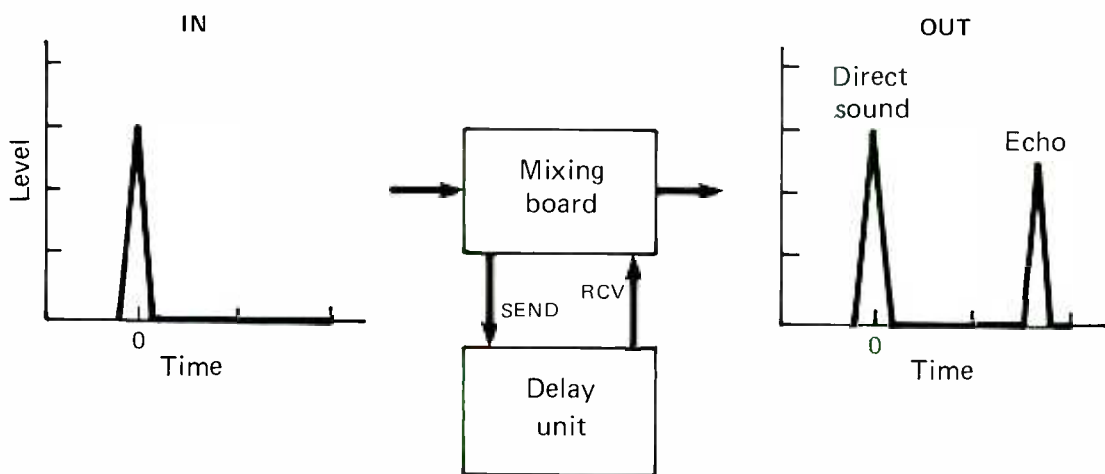 IN
Level
0
Time
Mixing
board
SEND
RCV
Delay
unit
OUT
Direct
sound
Echo
0
Time